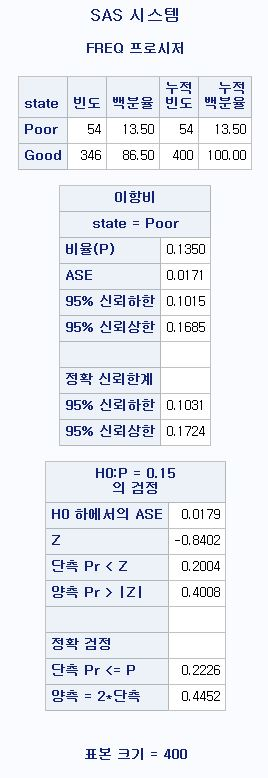 SAS 시스템
FREQ 프로시저
state 빈도 백분율 누적 빈도 누적 백분율
Poor 54 13.50 54 13.50
Good 346 86.50 400 100.00
이항비
state = Poor
비율(P) 0.1350
ASE 0.0171
95% 신뢰하한 0.1015
95% 신뢰상한 0.1685
정확 신뢰한계
95% 신뢰하한 0.1031
95% 신뢰상한 0.1724
H0:P = 0.15
의 검정
H0 하에서의 ASE 0.0179
Z -0.8402
단측 Pr < Z 0.2004
양측 Pr > |Z| 0.4008
정확 검정
단측 Pr <= P 0.2226
양측 = 2*단측 0.4452
표본 크기 = 400